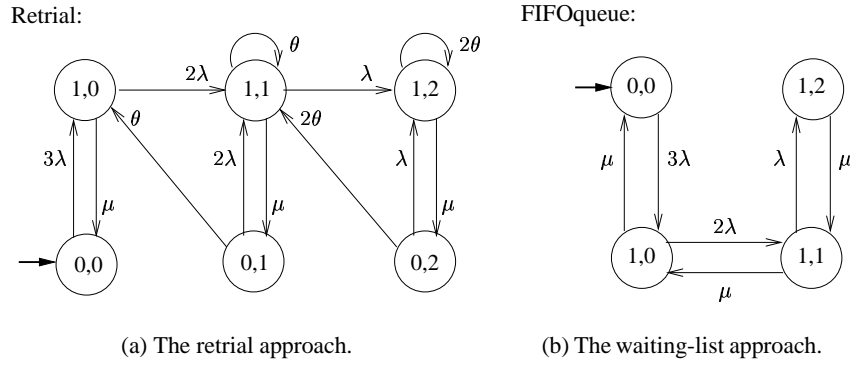 Retrial:
FIFOqueue:
θ
2θ
1,0
2λ
1,1
λ
1,2
0,0
1,2
θ
2θ
3λ
μ
2λ
μ
λ
μ
μ
3λ
λ
μ
0,0
0,1
0,2
1,0
2λ
1,1
μ
(a) The retrial approach.
(b) The waiting-list approach.